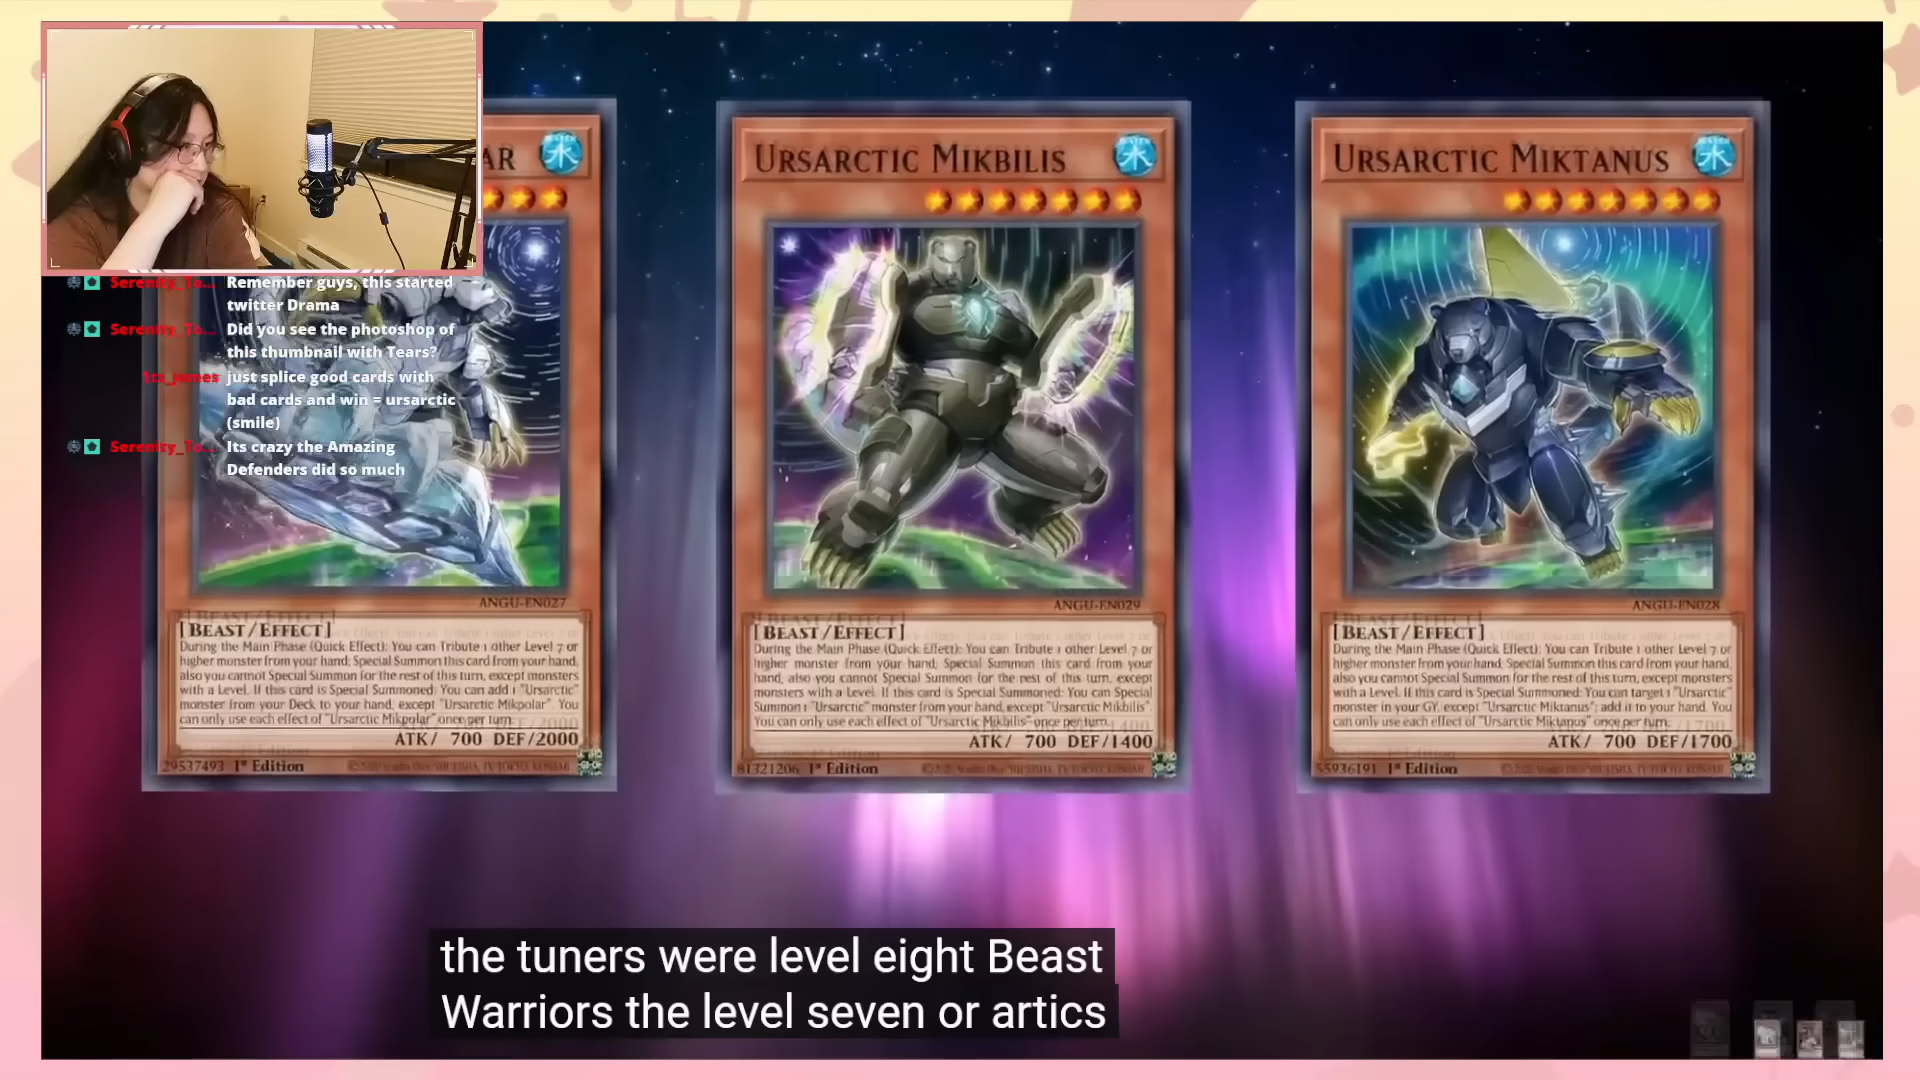 AR
Serenity_To... Remember guys, this started
twitter Drama
Serenity_To... Did you see the photoshop of
this thumbnail with Tears?
just splice good cards with
bad cards and win = ursarctic
(smile)
Serenity_To... Its crazy the Amazing
Defenders did so much
ANGU-EN027
[BEAST/EFFECT]
During the Main Phase (Quick Effect): You can Tribute 1 other Level 7 or
higher monster from your hand; Special Summon this card from your hand,
also you cannot Special Summon for the rest of this turn, except monsters
with a Level. If this card is Special Summoned: You can add 1 "Ursarctic"
monster from your Deck to your hand, except "Ursarctic Mikpolar". You
can only use each effect of "Ursarctic Mikpolar" once per turn.
ATK/ 700 DEF/2000
29537493 1st Edition
URSARCTIC MIKBILIS
WATER
水
ANGU-EN029
[BEAST/EFFECT]
During the Main Phase (Quick Effect): You can Tribute 1 other Level 7 or
higher monster from your hand; Special Summon this card from your
hand, also you cannot Special Summon for the rest of this turn, except
monsters with a Level. If this card is Special Summoned: You can Special
Summon 1 "Ursarctic" monster from your hand, except "Ursarctic Mikbilis".
You can only use each effect of "Ursarctic Mikbilis" once per turn.
ATK/ 700 DEF/1400
81321206 1st Edition
URSARCTIC MIKTANUS
WATER
水
ANGU-EN028
[BEAST/EFFECT]
During the Main Phase (Quick Effect): You can Tribute 1 other Level 7 or
higher monster from your hand; Special Summon this card from your hand,
also you cannot Special Summon for the rest of this turn, except monsters
with a Level. If this card is Special Summoned: You can target 1 "Ursarctic"
monster in your GY, except "Ursarctic Miktanus"; add it to your hand. You
can only use each effect of "Ursarctic Miktanus" once per turn.
ATK/ 700 DEF/1700
55936191 1st Edition
the tuners were level eight Beast
Warriors the level seven or artics